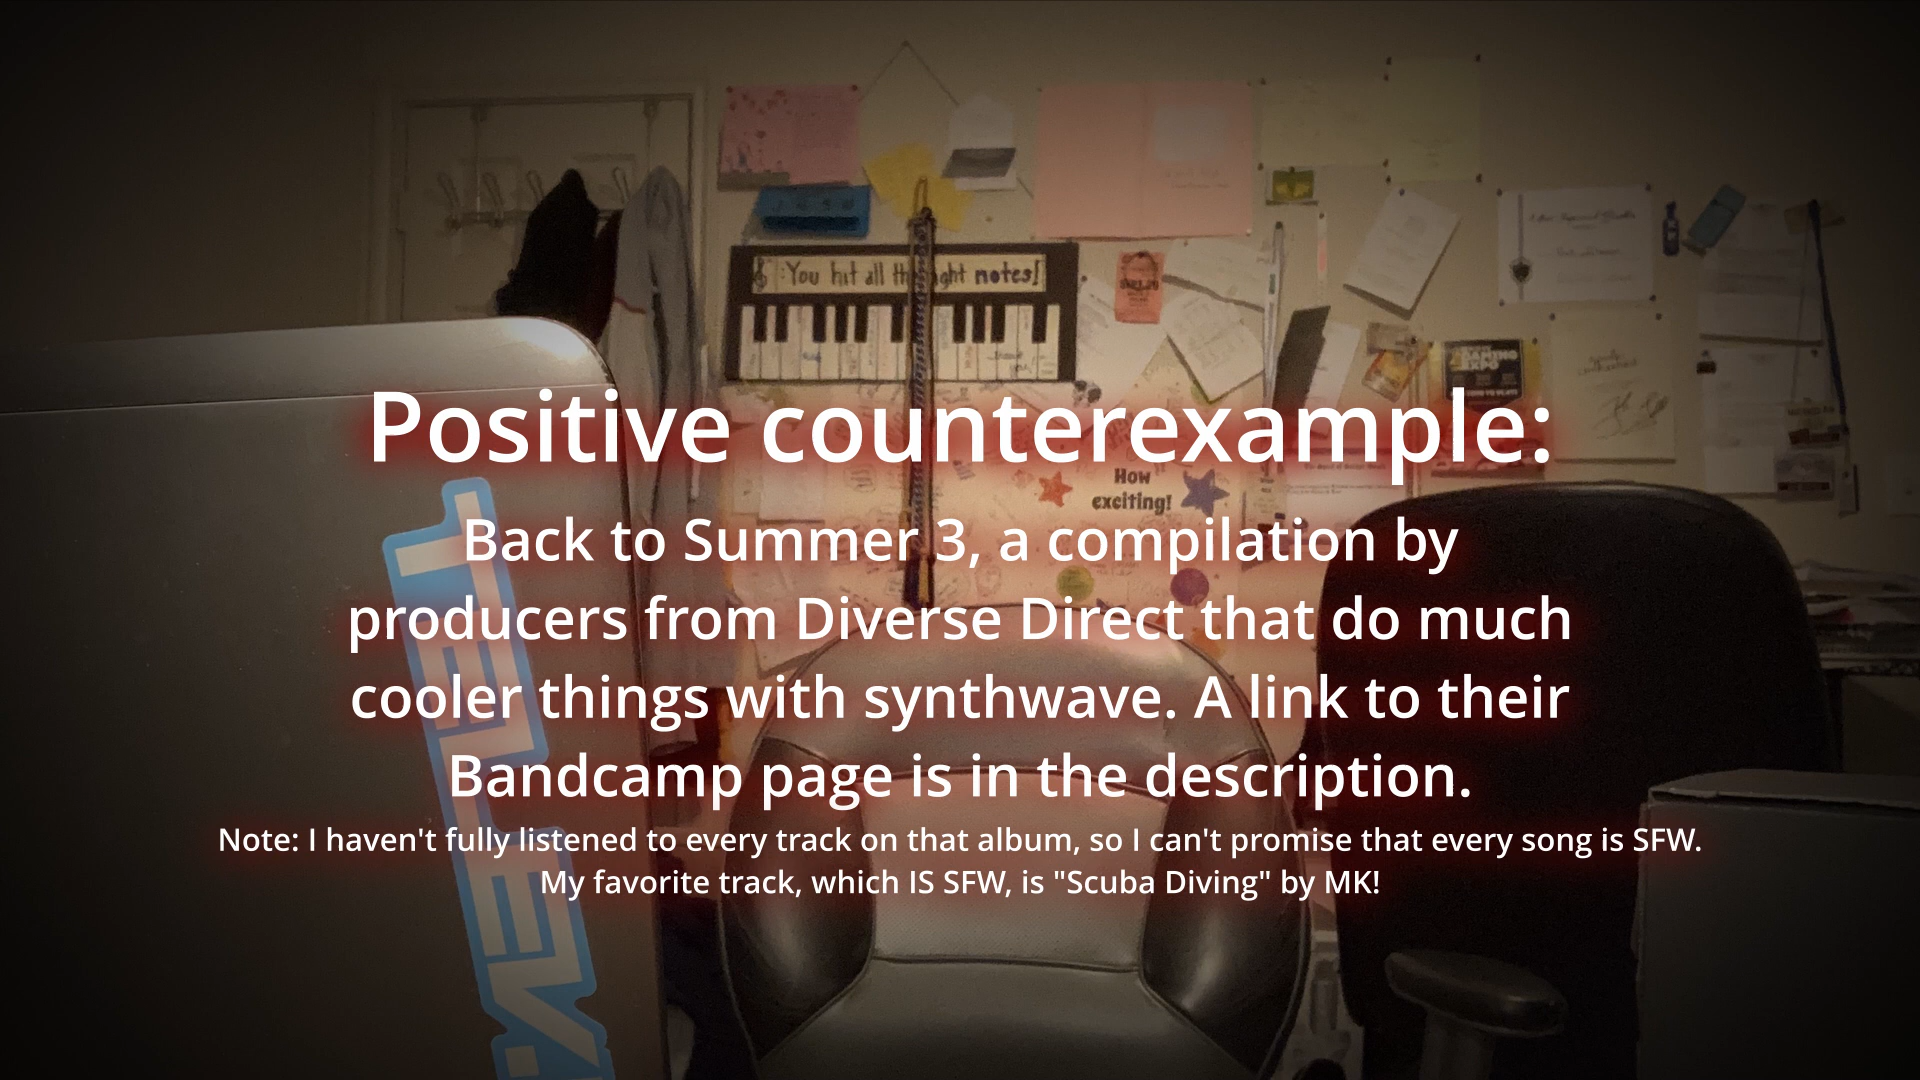 :You hit all the right notes!
GAMING
EXPO
Positive counterexample:
How
exciting!
Back to Summer 3, a compilation by
producers from Diverse Direct that do much
cooler things with synthwave. A link to their
Bandcamp page is in the description.
Note: I haven't fully listened to every track on that album, so I can't promise that every song is SFW.
My favorite track, which IS SFW, is "Scuba Diving" by MK!